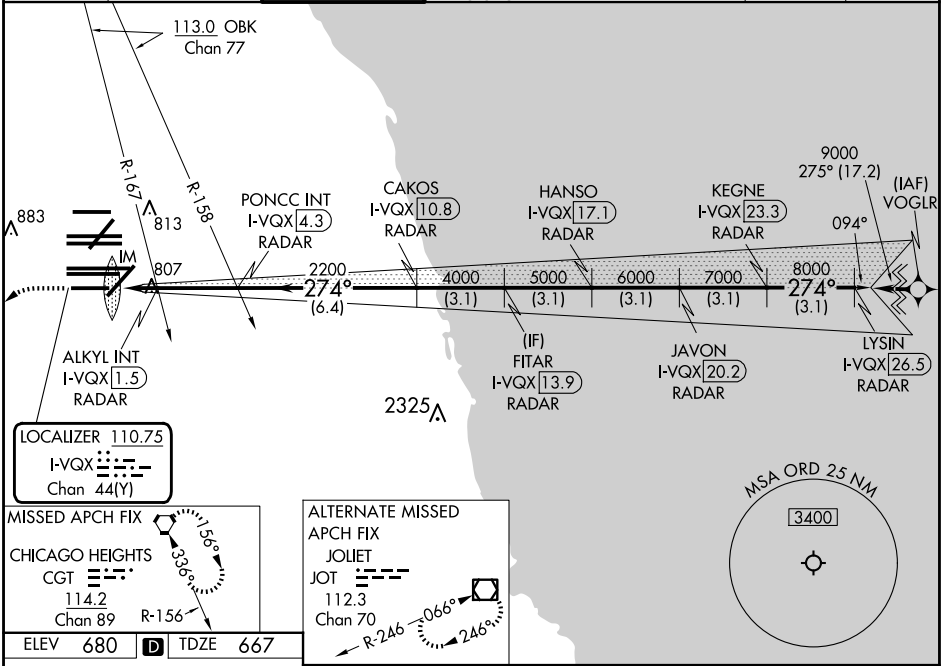 113.0 OBK
Chan 77
R-167
R-158
883
813
807
IM
PONCC INT
I-VQX 4.3
RADAR
CAKOS
I-VQX 10.8
RADAR
HANSO
I-VQX 17.1
RADAR
KEGNE
I-VQX 23.3
RADAR
9000
275° (17.2)
(IAF)
VOGLR
094°
2200
274°
(6.4)
4000
(3.1)
5000
(3.1)
6000
(3.1)
7000
(3.1)
8000
274°
(3.1)
ALKYL INT
I-VQX 1.5
RADAR
(IF)
FITAR
I-VQX 13.9
RADAR
JAVON
I-VQX 20.2
RADAR
LYSIN
I-VQX 26.5
RADAR
2325
LOCALIZER 110.75
I-VQX
Chan 44(Y)
MISSED APCH FIX
CHICAGO HEIGHTS
CGT
114.2
Chan 89
156°
336°
R-156
ALTERNATE MISSED
APCH FIX
JOLIET
JOT
112.3
Chan 70
R-246
066°
246°
MSA ORD 25 NM
3400
ELEV 680 D TDZE 667